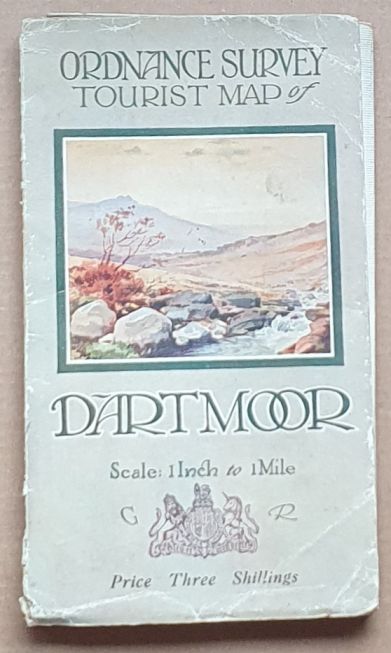 ORDNANCE SURVEY
TOURIST MAP of
DARTMOOR
Scale: 1 Inch to 1 Mile
G R
Price Three Shillings